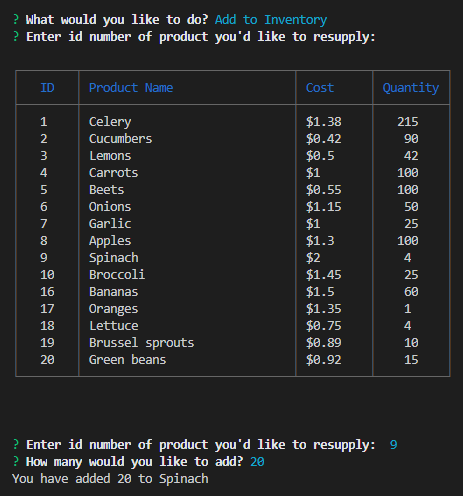 ? What would you like to do? Add to Inventory
? Enter id number of product you'd like to resupply:
ID Product Name Cost Quantity
1 Celery $1.38 215
2 Cucumbers $0.42 90
3 Lemons $0.5 42
4 Carrots $1 100
5 Beets $0.55 100
6 Onions $1.15 50
7 Garlic $1 25
8 Apples $1.3 100
9 Spinach $2 4
10 Broccoli $1.45 25
16 Bananas $1.5 60
17 Oranges $1.35 1
18 Lettuce $0.75 4
19 Brussel sprouts $0.89 10
20 Green beans $0.92 15
? Enter id number of product you'd like to resupply: 9
? How many would you like to add? 20
You have added 20 to Spinach